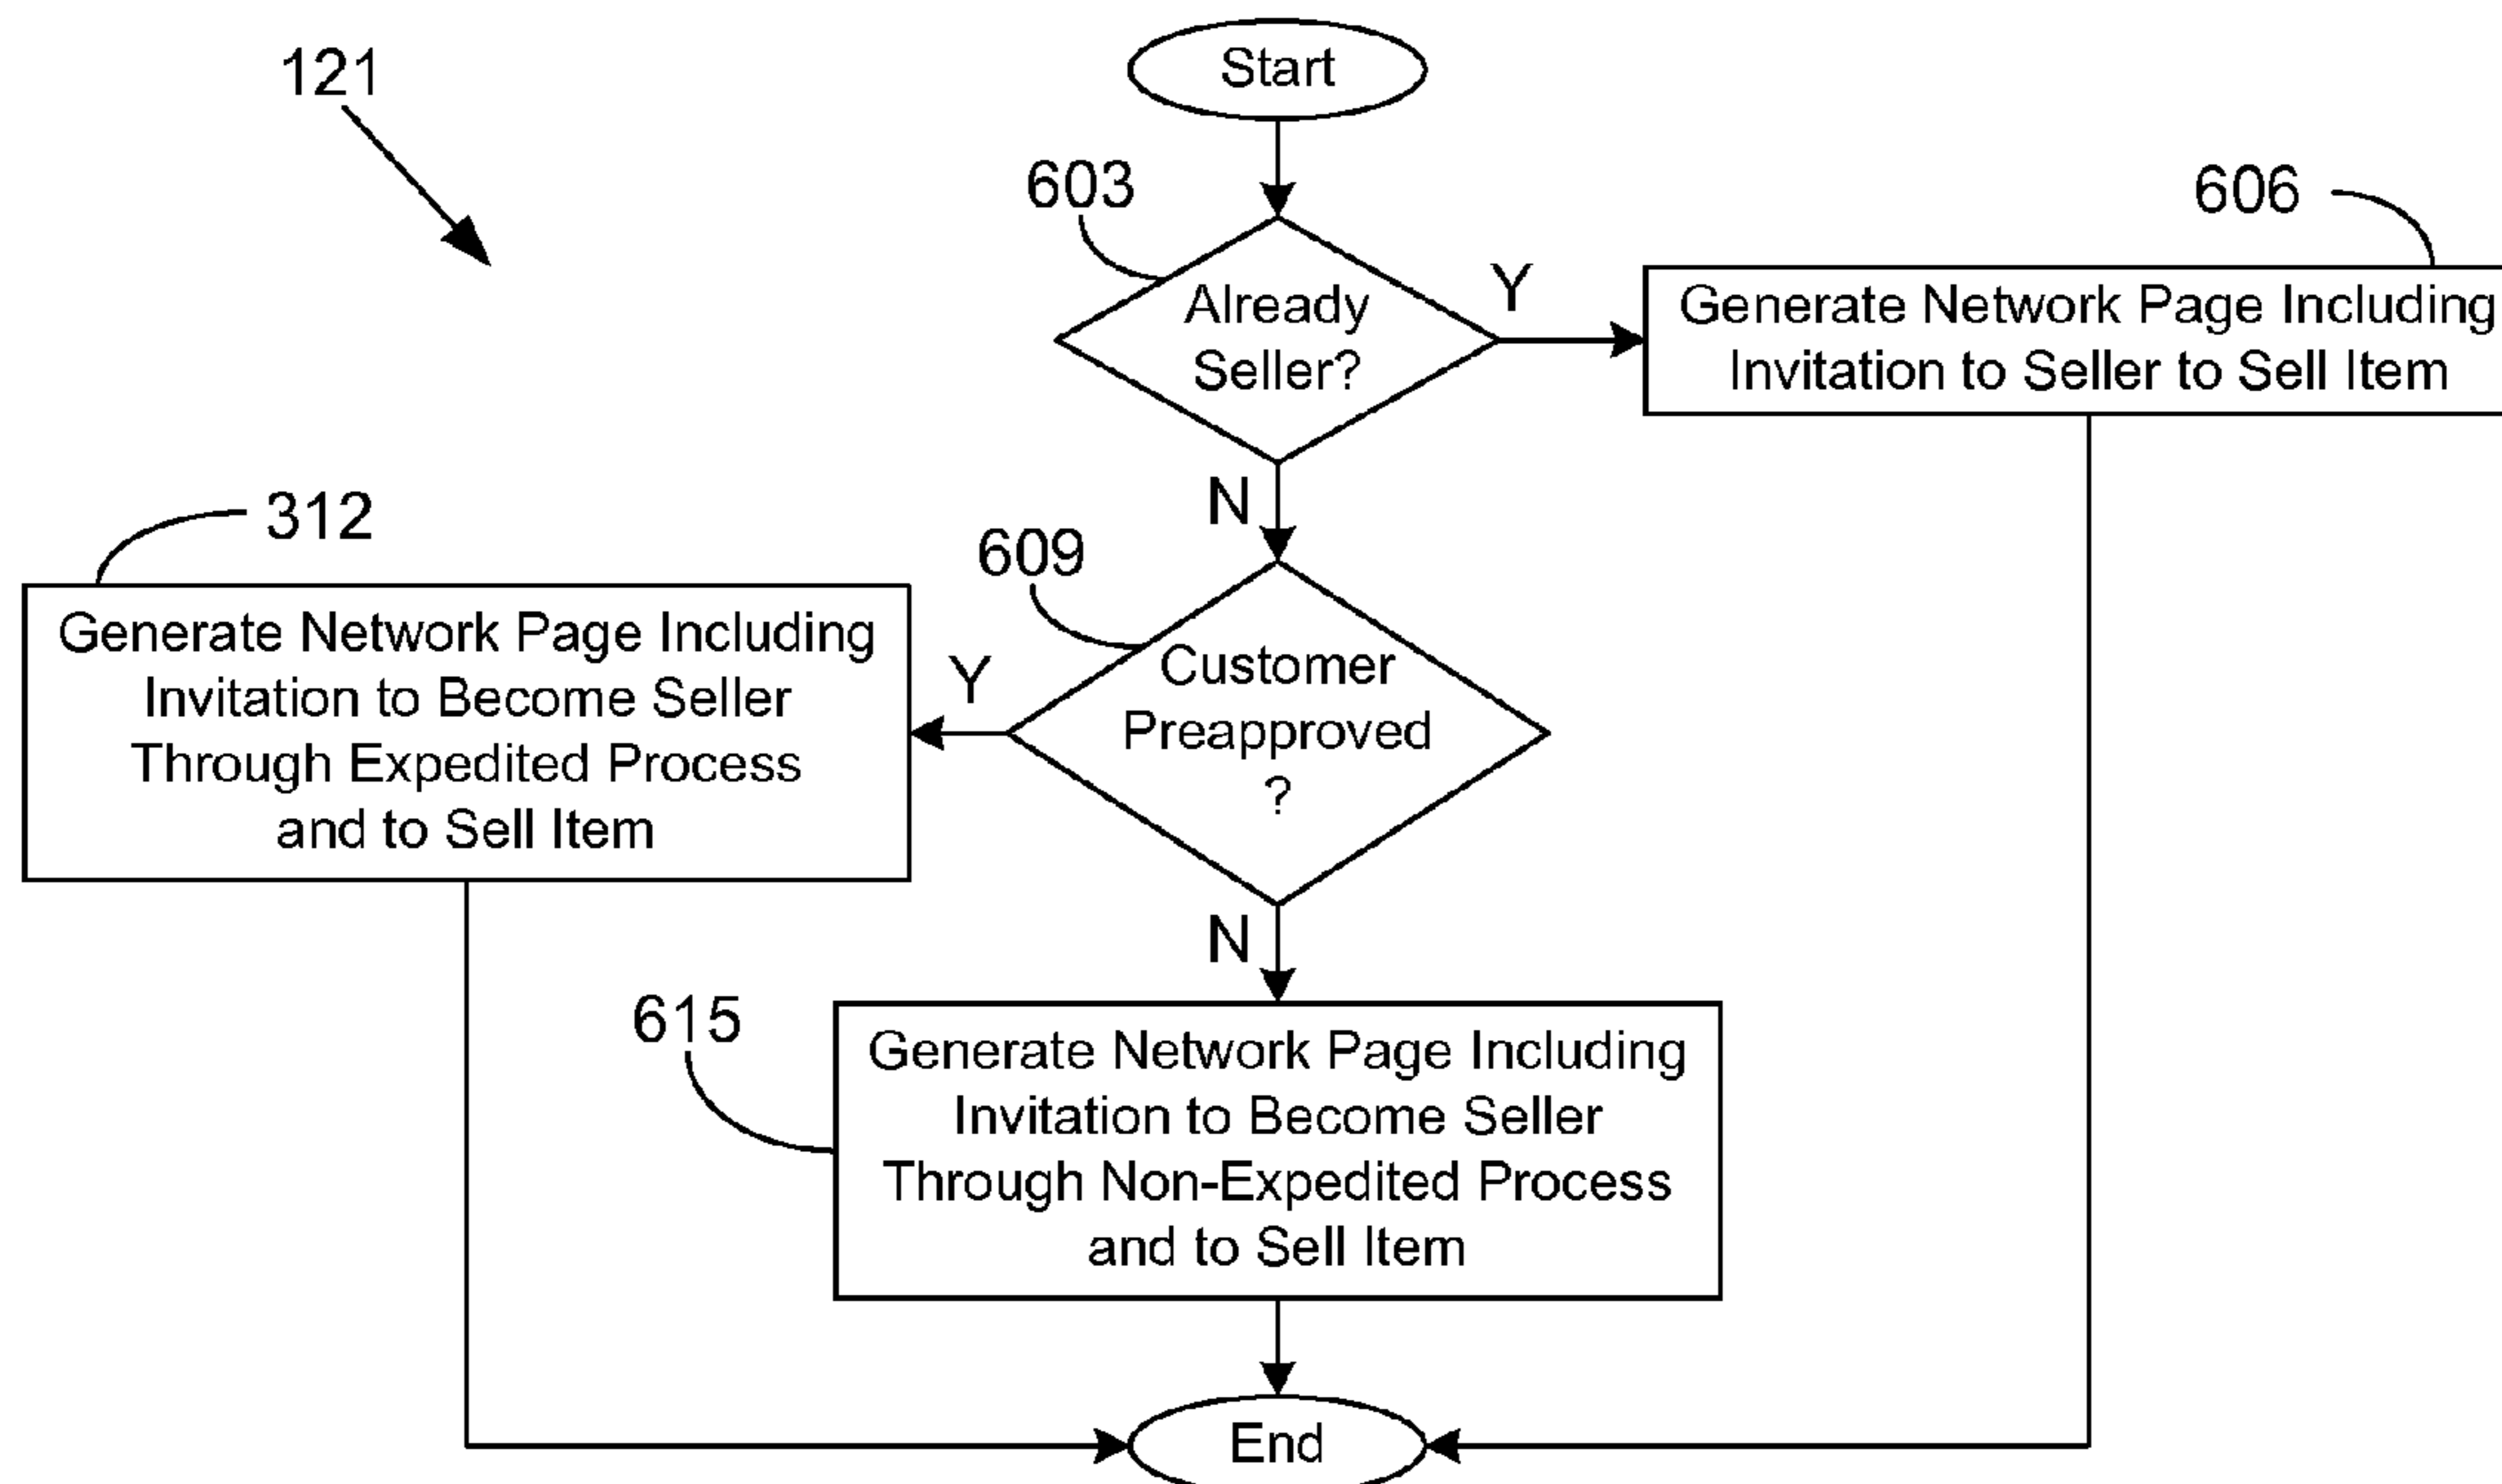 121
Start
603
Already
Seller?
Y
606
Generate Network Page Including
Invitation to Seller to Sell Item
N
609
Customer
Preapproved
?
Y
312
Generate Network Page Including
Invitation to Become Seller
Through Expedited Process
and to Sell Item
N
615
Generate Network Page Including
Invitation to Become Seller
Through Non-Expedited Process
and to Sell Item
End